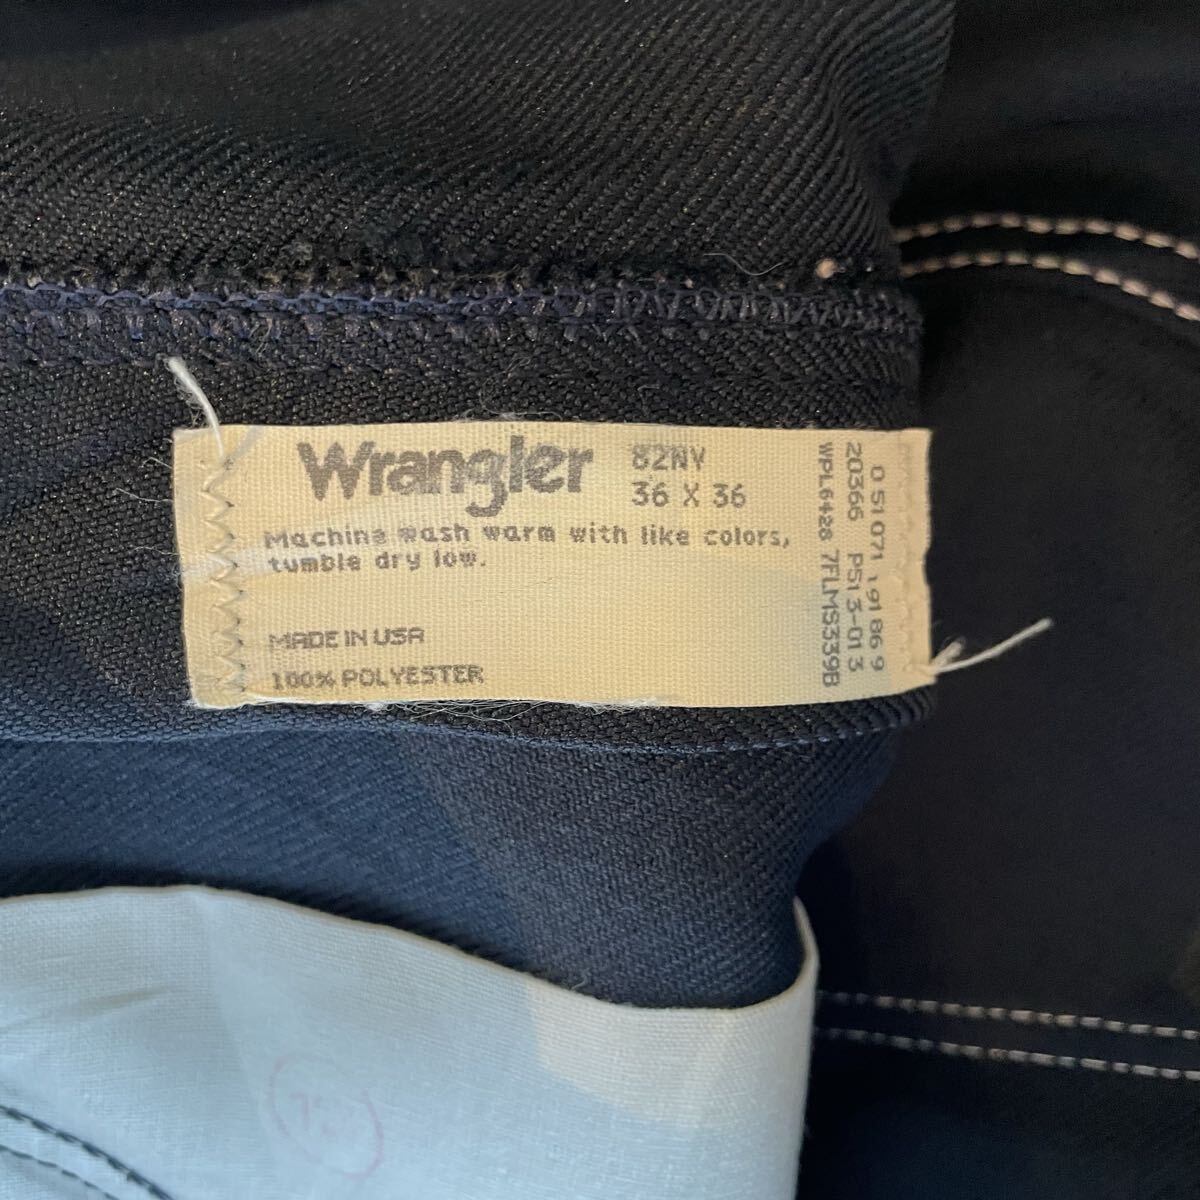 Wrangler
82NV
36 X 36
Machine wash warm with like colors,
tumble dry low.
MADE IN USA
100% POLYESTER
0 51071 19186 9
20366 PS1 3-01 3
WPL6428 7FLMS339B